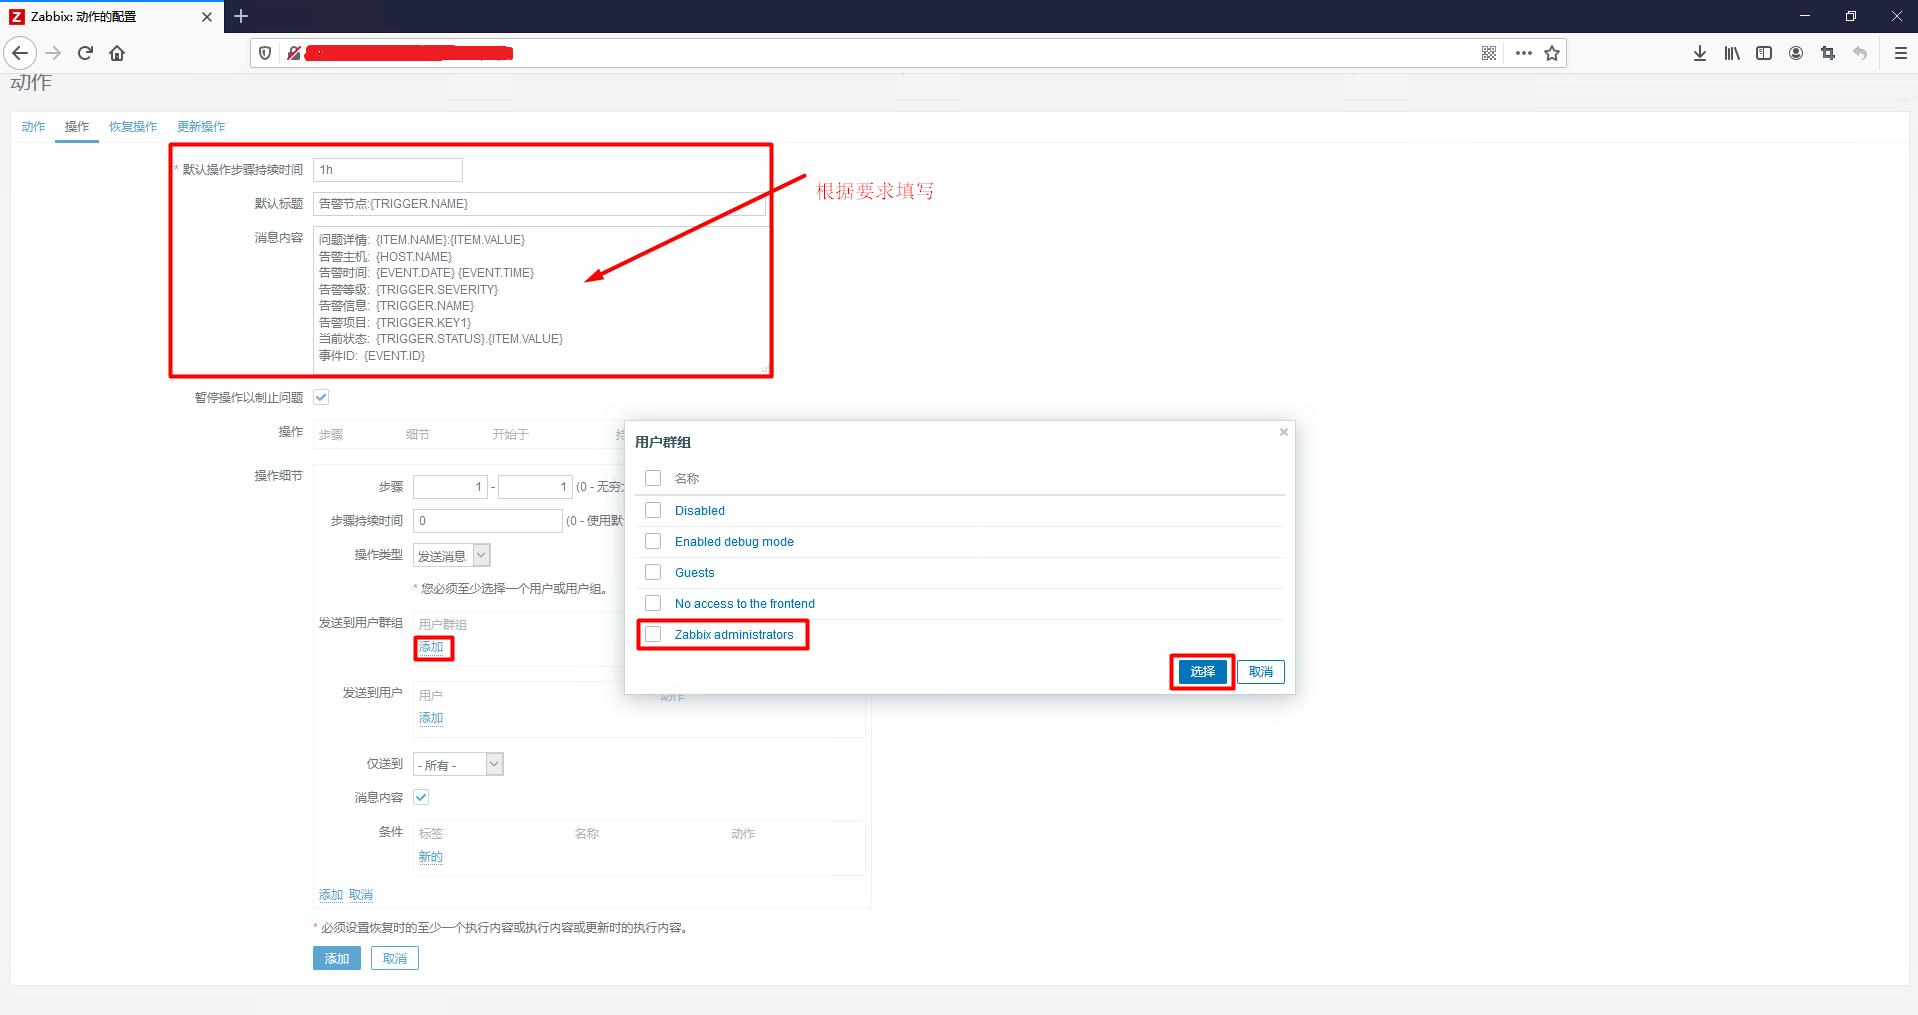 Zabbix: 动作的配置
动作
动作 操作 恢复操作 更新操作
* 默认操作步骤持续时间 1h
根据要求填写
默认标题 告警节点:{TRIGGER.NAME}
消息内容 问题详情: {ITEM.NAME}:{ITEM.VALUE}
告警主机: {HOST.NAME}
告警时间: {EVENT.DATE} {EVENT.TIME}
告警等级: {TRIGGER.SEVERITY}
告警信息: {TRIGGER.NAME}
告警项目: {TRIGGER.KEY1}
当前状态: {TRIGGER.STATUS}.{ITEM.VALUE}
事件ID: {EVENT.ID}
暂停操作以制止问题
操作 步骤 细节 开始于 持
操作细节
步骤 1 - 1 (0 - 无穷
步骤持续时间 0 (0 - 使用默
操作类型 发送消息
* 您必须至少选择一个用户或用户组。
发送到用户群组 用户群组
添加
发送到用户 用户 动作
添加
仅送到 - 所有 -
消息内容
条件 标签 名称 动作
新的
添加 取消
* 必须设置恢复时的至少一个执行内容或执行内容或更新时的执行内容。
添加 取消
用户群组 ×
名称
Disabled
Enabled debug mode
Guests
No access to the frontend
Zabbix administrators
选择 取消